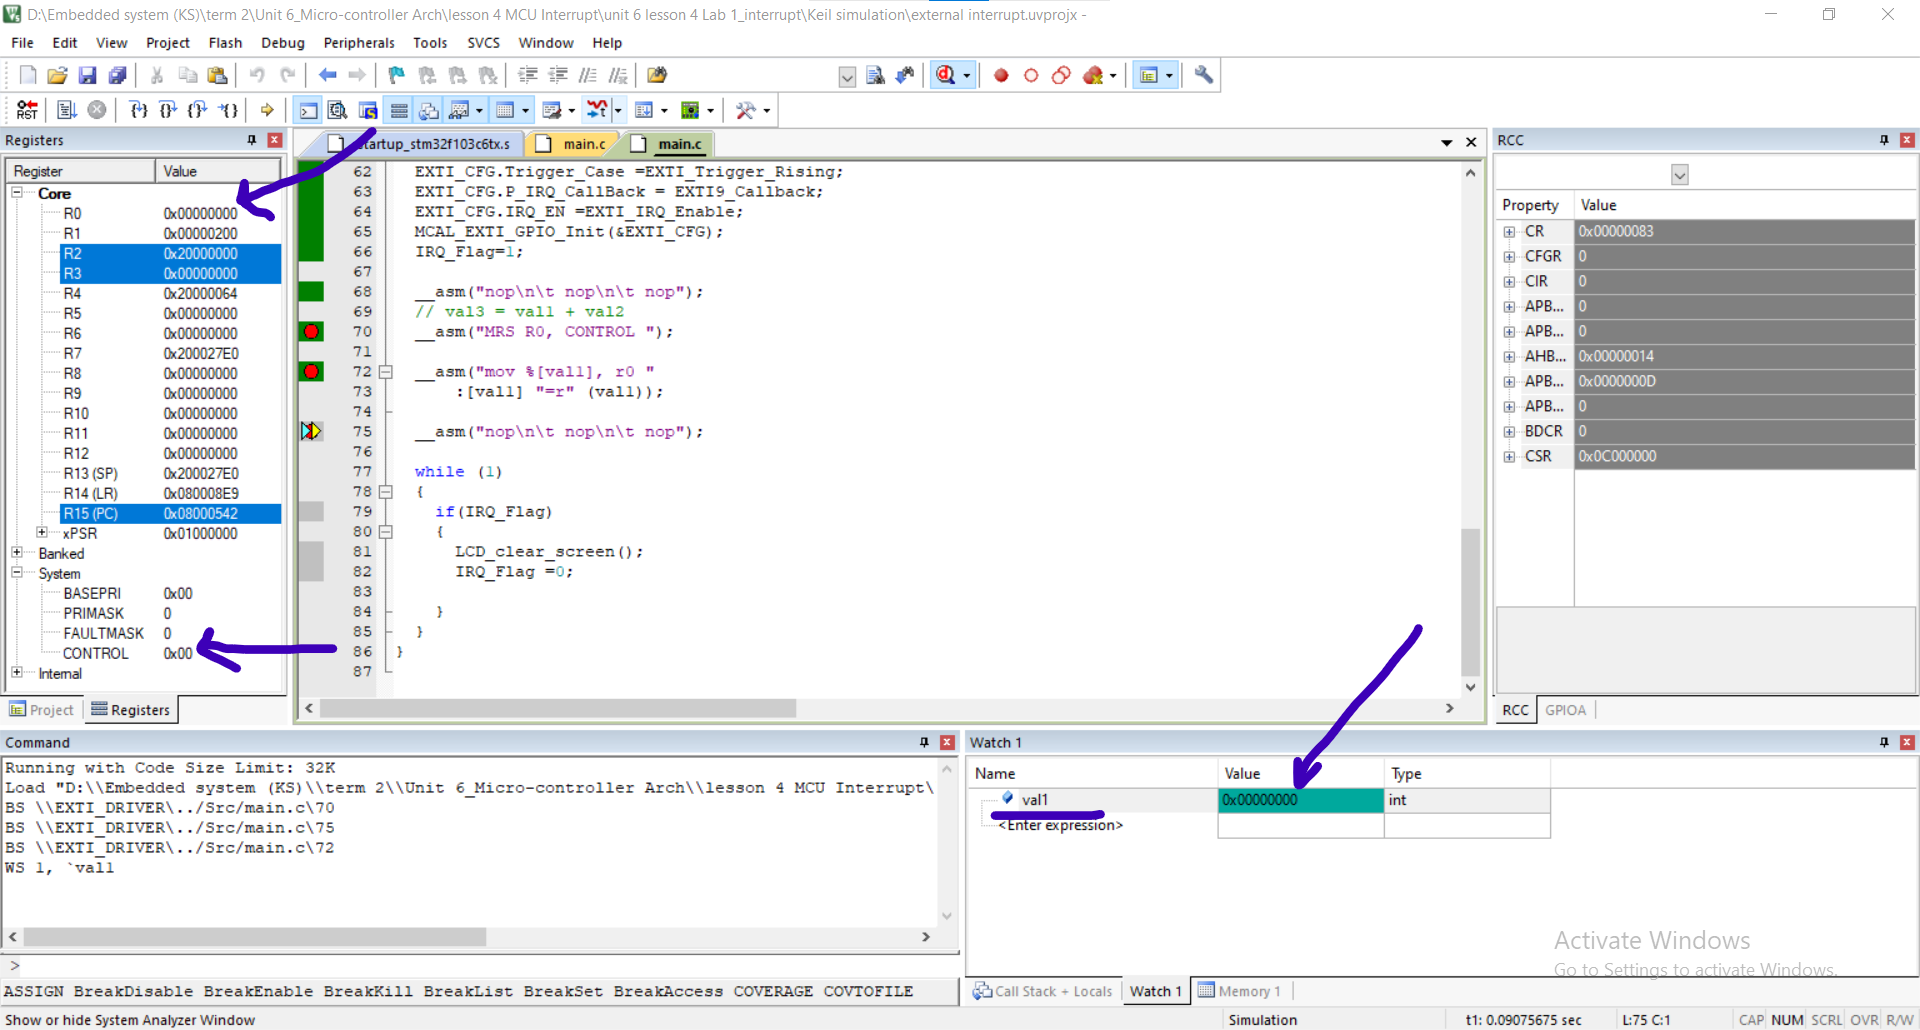 D:\Embedded system (KS)\term 2\Unit 6_Micro-controller Arch\lesson 4 MCU Interrupt\unit 6 lesson 4 Lab 1_interrupt\Keil simulation\external interrupt.uvprojx -
File Edit View Project Flash Debug Peripherals Tools SVCS Window Help
Registers
Register Value
Core
R0 0x00000000
R1 0x00000200
R2 0x20000000
R3 0x00000000
R4 0x20000064
R5 0x00000000
R6 0x00000000
R7 0x200027E0
R8 0x00000000
R9 0x00000000
R10 0x00000000
R11 0x00000000
R12 0x00000000
R13 (SP) 0x200027E0
R14 (LR) 0x080008E9
R15 (PC) 0x08000542
xPSR 0x01000000
Banked
System
BASEPRI 0x00
PRIMASK 0
FAULTMASK 0
CONTROL 0x00
Internal
Project Registers
startup_stm32f103c6tx.s main.c main.c
62 EXTI_CFG.Trigger_Case =EXTI_Trigger_Rising;
63 EXTI_CFG.P_IRQ_CallBack = EXTI9_Callback;
64 EXTI_CFG.IRQ_EN =EXTI_IRQ_Enable;
65 MCAL_EXTI_GPIO_Init(&EXTI_CFG);
66 IRQ_Flag=1;
67
68 __asm("nop\n\t nop\n\t nop");
69 // val3 = val1 + val2
70 __asm("MRS R0, CONTROL ");
71
72 __asm("mov %[val1], r0 "
73 :[val1] "=r" (val1));
74
75 __asm("nop\n\t nop\n\t nop");
76
77 while (1)
78 {
79 if(IRQ_Flag)
80 {
81 LCD_clear_screen();
82 IRQ_Flag =0;
83
84 }
85 }
86 }
87
RCC
Property Value
CR 0x00000083
CFGR 0
CIR 0
APB... 0
APB... 0
AHB... 0x00000014
APB... 0x0000000D
APB... 0
BDCR 0
CSR 0x0C000000
RCC GPIOA
Command
Running with Code Size Limit: 32K
Load "D:\\Embedded system (KS)\\term 2\\Unit 6_Micro-controller Arch\\lesson 4 MCU Interrupt\
BS \\EXTI_DRIVER\../Src/main.c\70
BS \\EXTI_DRIVER\../Src/main.c\75
BS \\EXTI_DRIVER\../Src/main.c\72
WS 1, `val1
>
ASSIGN BreakDisable BreakEnable BreakKill BreakList BreakSet BreakAccess COVERAGE COVTOFILE
Watch 1
Name Value Type
val1 0x00000000 int
<Enter expression>
Activate Windows
Go to Settings to activate Windows.
Call Stack + Locals Watch 1 Memory 1
Show or hide System Analyzer Window Simulation t1: 0.09075675 sec L:75 C:1 CAP NUM SCRL OVR R/W